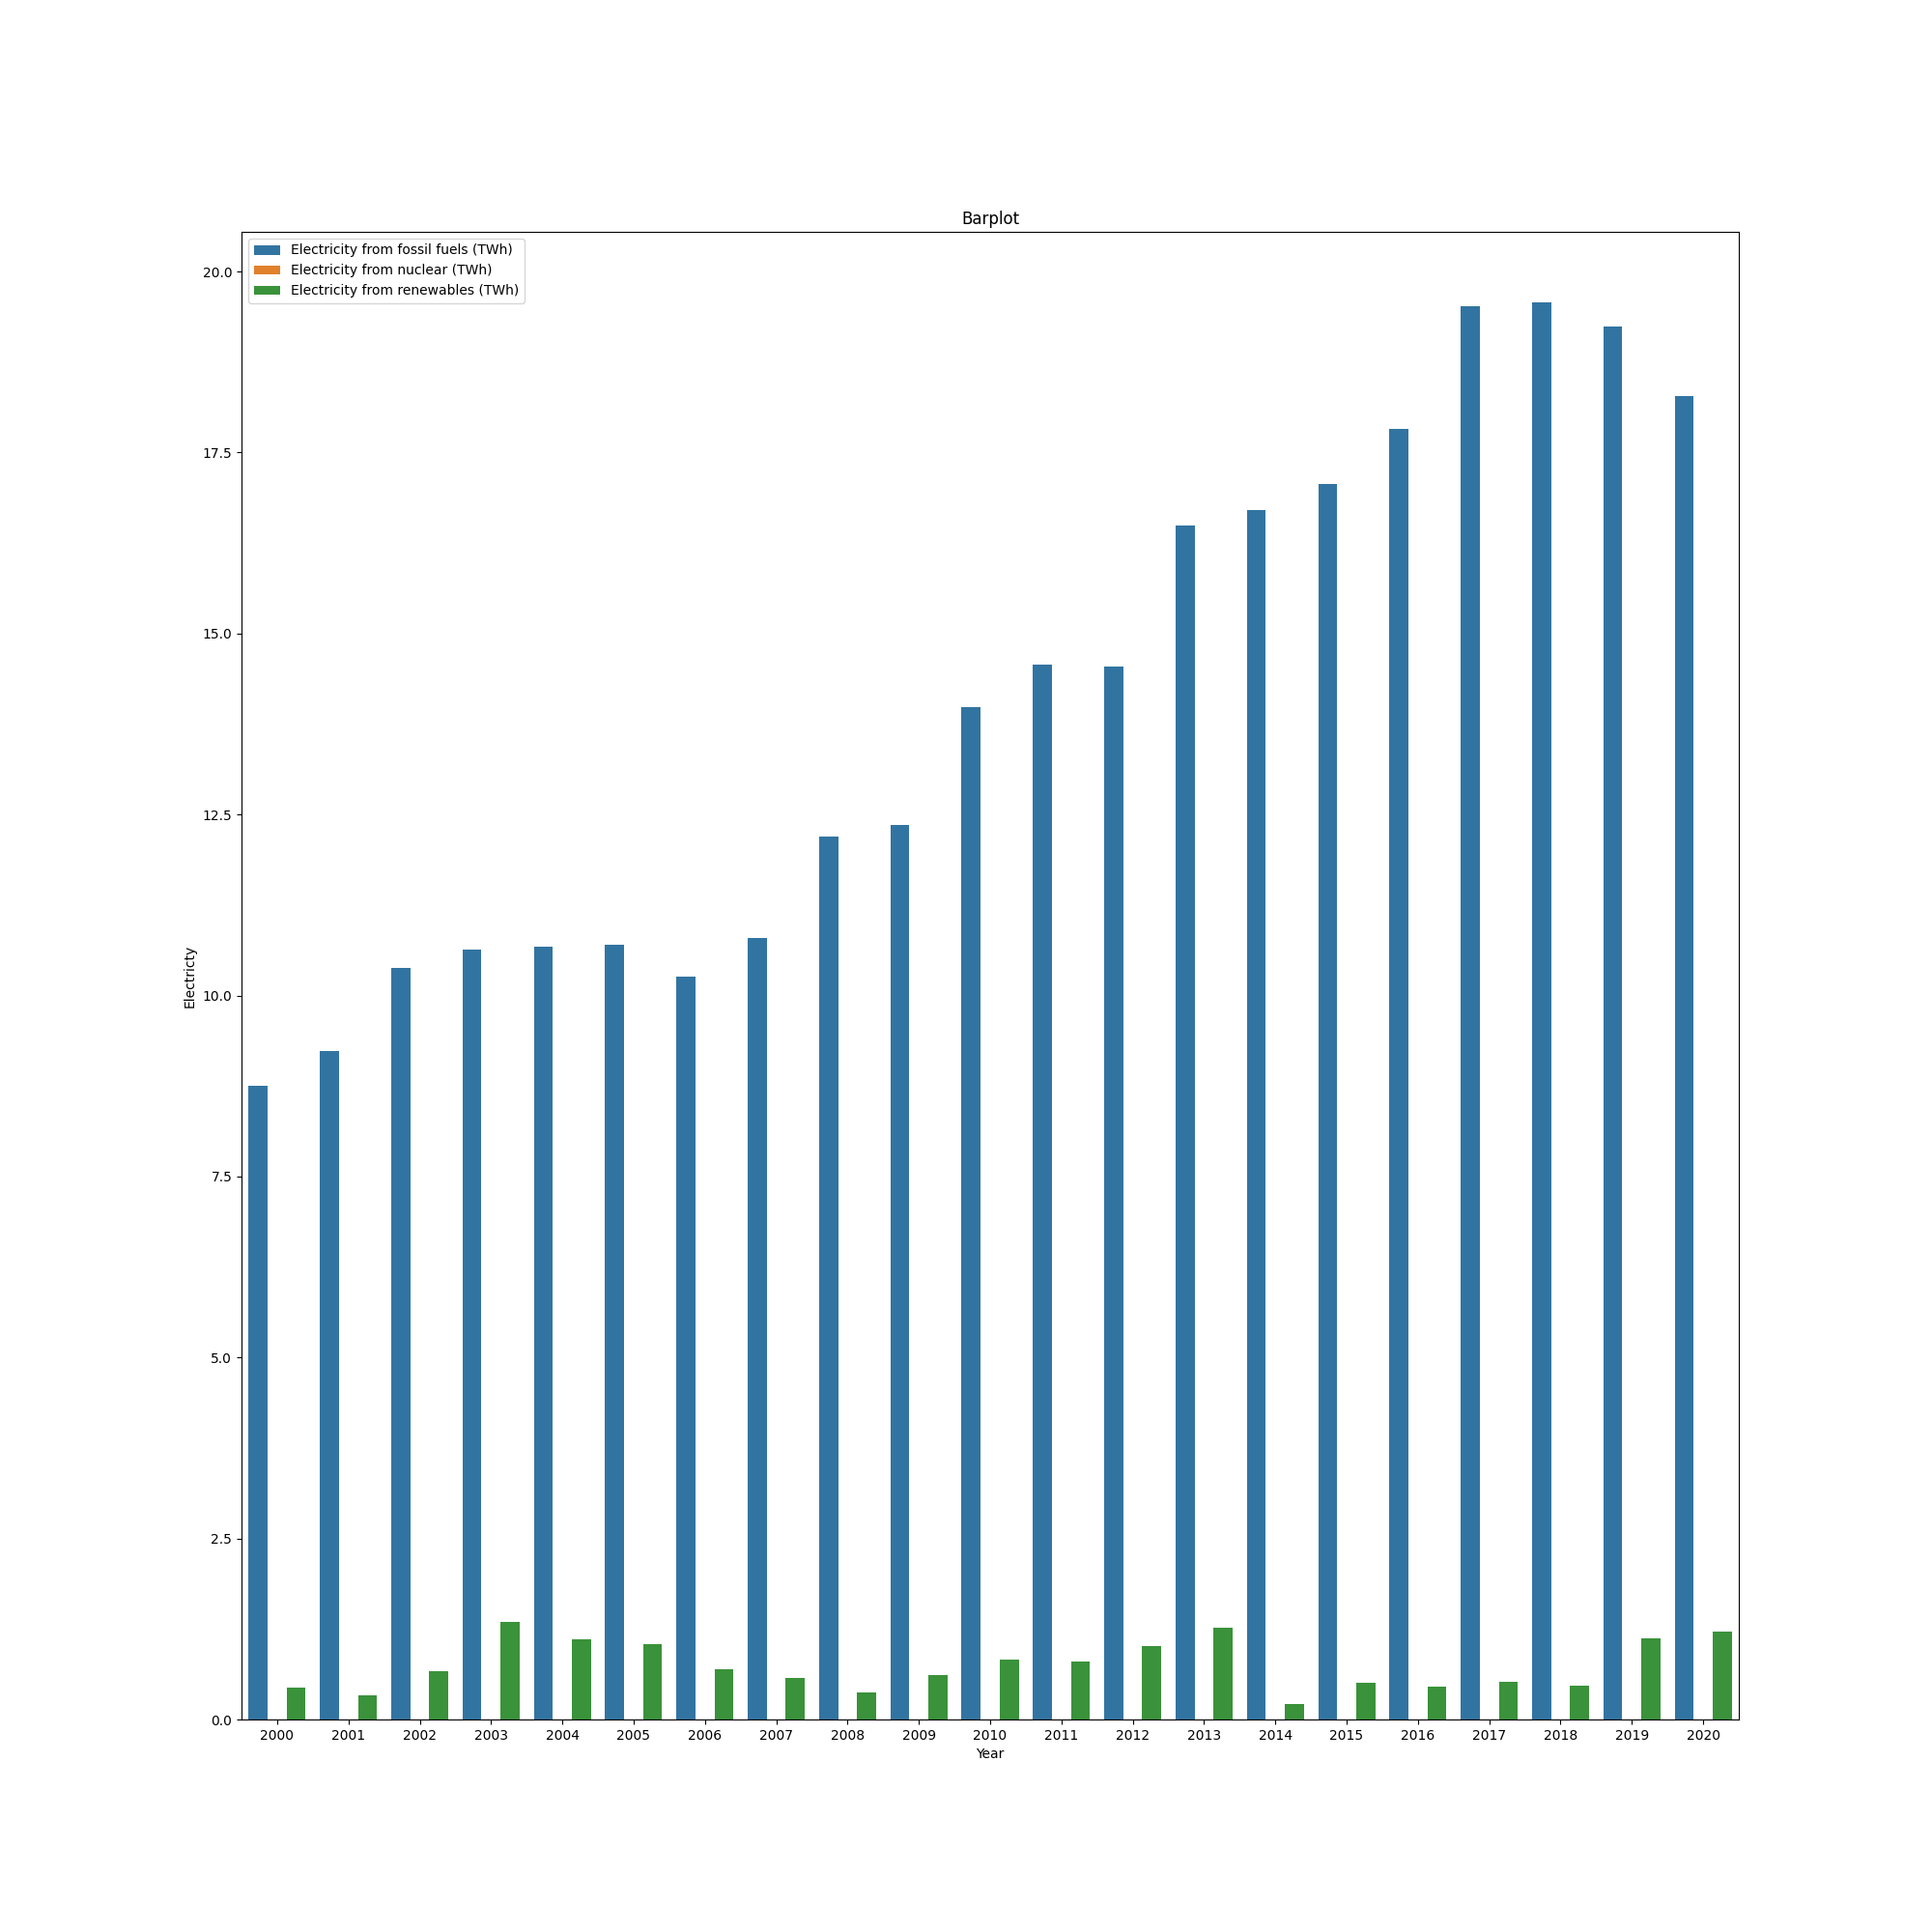 Barplot
Electricity from fossil fuels (TWh)
Electricity from nuclear (TWh)
Electricity from renewables (TWh)
20.0
17.5
15.0
12.5
10.0
7.5
5.0
2.5
0.0
Electricty
2000 2001 2002 2003 2004 2005 2006 2007 2008 2009 2010 2011 2012 2013 2014 2015 2016 2017 2018 2019 2020
Year